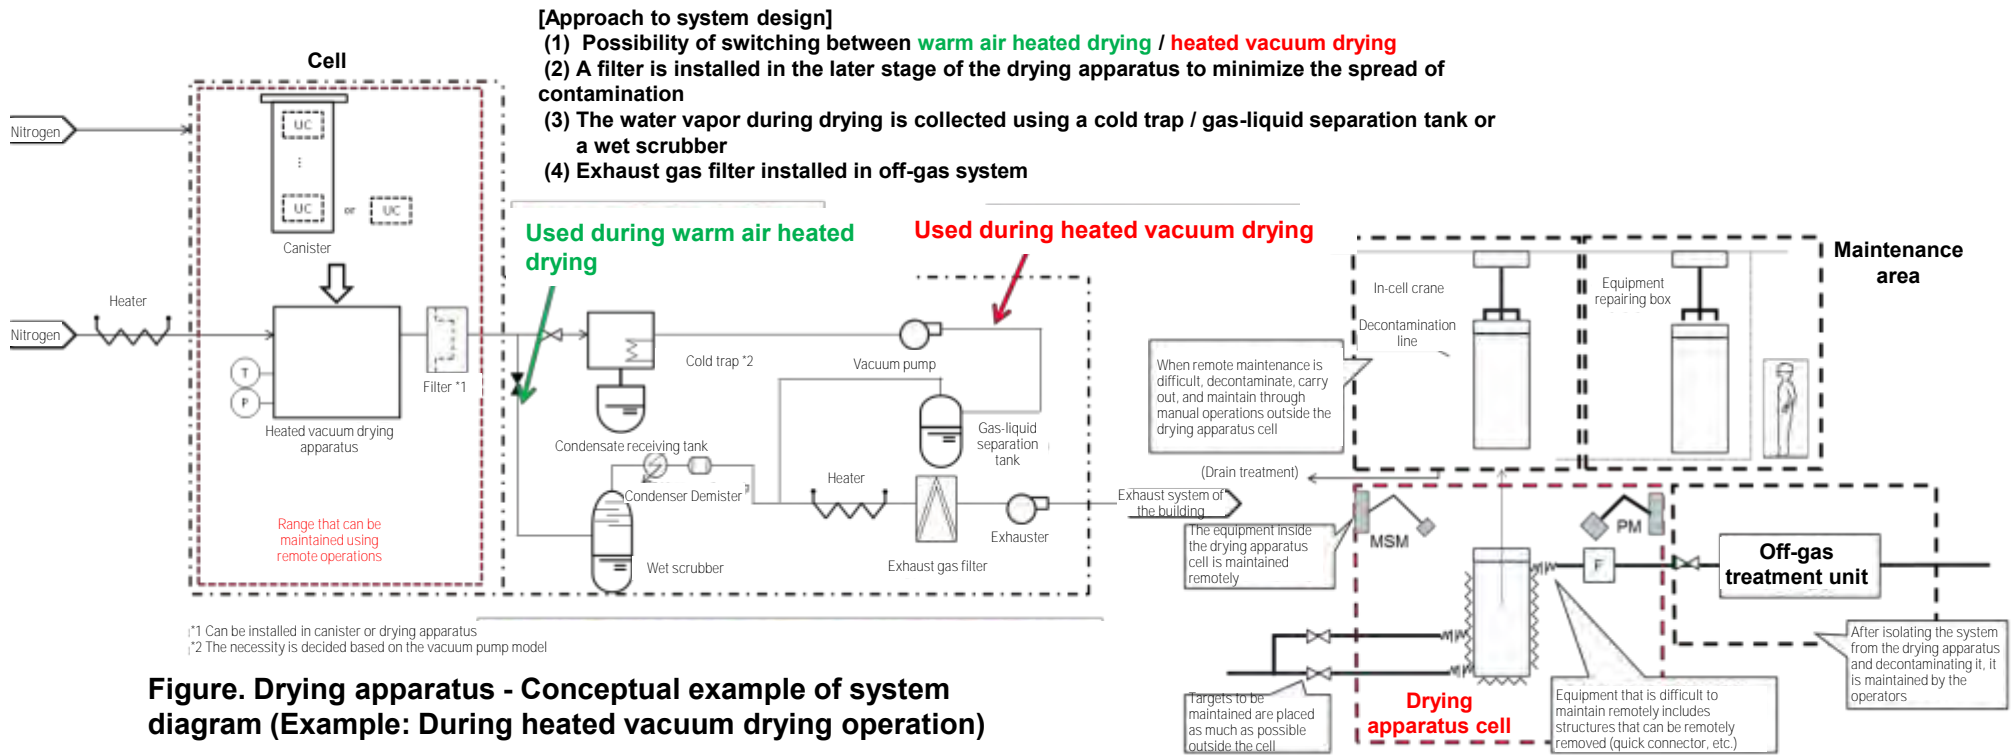 [Approach to system design]
(1) Possibility of switching between warm air heated drying / heated vacuum drying
(2) A filter is installed in the later stage of the drying apparatus to minimize the spread of
contamination
(3) The water vapor during drying is collected using a cold trap / gas-liquid separation tank or
a wet scrubber
(4) Exhaust gas filter installed in off-gas system
Cell
Nitrogen
UC
⋮
UC
or
UC
Canister
Used during warm air heated
drying
Used during heated vacuum drying
Heater
Nitrogen
T
P
Filter *1
Heated vacuum drying
apparatus
Range that can be
maintained using
remote operations
Cold trap *2
Vacuum pump
Condensate receiving tank
Gas-liquid
separation
tank
Condenser Demister
Heater
Wet scrubber
Exhaust gas filter
Exhauster
Exhaust system of
the building
*1 Can be installed in canister or drying apparatus
*2 The necessity is decided based on the vacuum pump model
Figure. Drying apparatus - Conceptual example of system
diagram (Example: During heated vacuum drying operation)
Maintenance
area
In-cell crane
Equipment
repairing box
Decontamination
line
When remote maintenance is
difficult, decontaminate, carry
out, and maintain through
manual operations outside the
drying apparatus cell
(Drain treatment)
MSM
PM
The equipment inside
the drying apparatus
cell is maintained
remotely
F
Off-gas
treatment unit
After isolating the system
from the drying apparatus
and decontaminating it, it
is maintained by the
operators
Targets to be
maintained are placed
as much as possible
outside the cell
Drying
apparatus cell
Equipment that is difficult to
maintain remotely includes
structures that can be remotely
removed (quick connector, etc.)